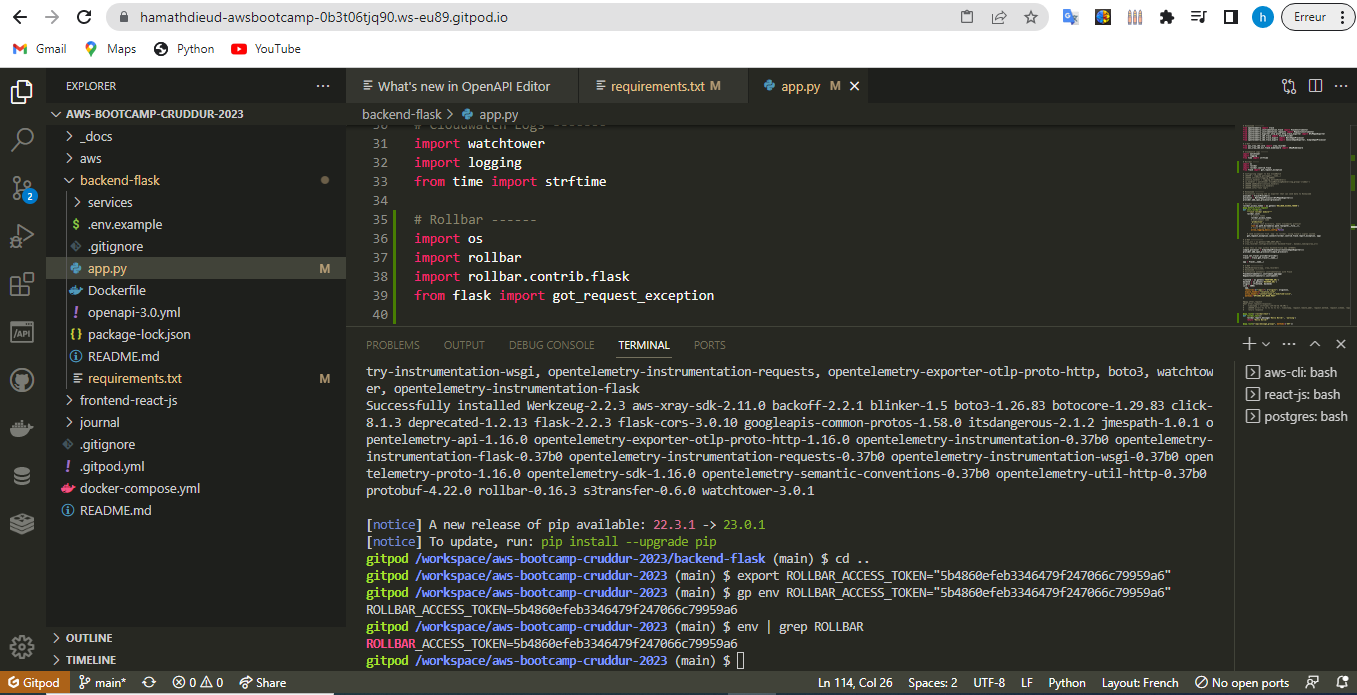 hamathdieud-awsbootcamp-0b3t06tjq90.ws-eu89.gitpod.io
h
Erreur
Gmail
Maps
Python
YouTube
EXPLORER
What's new in OpenAPI Editor
requirements.txt M
app.py M
AWS-BOOTCAMP-CRUDDUR-2023
backend-flask > app.py
_docs
aws
backend-flask
services
.env.example
.gitignore
app.py M
Dockerfile
openapi-3.0.yml
package-lock.json
README.md
requirements.txt M
frontend-react-js
journal
.gitignore
.gitpod.yml
docker-compose.yml
README.md
OUTLINE
TIMELINE
2
/API
30 # CloudWatch Logs -------
31 import watchtower
32 import logging
33 from time import strftime
34
35 # Rollbar ------
36 import os
37 import rollbar
38 import rollbar.contrib.flask
39 from flask import got_request_exception
40
PROBLEMS OUTPUT DEBUG CONSOLE TERMINAL PORTS
try-instrumentation-wsgi, opentelemetry-instrumentation-requests, opentelemetry-exporter-otlp-proto-http, boto3, watchtow
er, opentelemetry-instrumentation-flask
Successfully installed Werkzeug-2.2.3 aws-xray-sdk-2.11.0 backoff-2.2.1 blinker-1.5 boto3-1.26.83 botocore-1.29.83 click-
8.1.3 deprecated-1.2.13 flask-2.2.3 flask-cors-3.0.10 googleapis-common-protos-1.58.0 itsdangerous-2.1.2 jmespath-1.0.1 o
pentelemetry-api-1.16.0 opentelemetry-exporter-otlp-proto-http-1.16.0 opentelemetry-instrumentation-0.37b0 opentelemetry-
instrumentation-flask-0.37b0 opentelemetry-instrumentation-requests-0.37b0 opentelemetry-instrumentation-wsgi-0.37b0 open
telemetry-proto-1.16.0 opentelemetry-sdk-1.16.0 opentelemetry-semantic-conventions-0.37b0 opentelemetry-util-http-0.37b0
protobuf-4.22.0 rollbar-0.16.3 s3transfer-0.6.0 watchtower-3.0.1
[notice] A new release of pip available: 22.3.1 -> 23.0.1
[notice] To update, run: pip install --upgrade pip
gitpod /workspace/aws-bootcamp-cruddur-2023/backend-flask (main) $ cd ..
gitpod /workspace/aws-bootcamp-cruddur-2023 (main) $ export ROLLBAR_ACCESS_TOKEN="5b4860efeb3346479f247066c79959a6"
gitpod /workspace/aws-bootcamp-cruddur-2023 (main) $ gp env ROLLBAR_ACCESS_TOKEN="5b4860efeb3346479f247066c79959a6"
ROLLBAR_ACCESS_TOKEN=5b4860efeb3346479f247066c79959a6
gitpod /workspace/aws-bootcamp-cruddur-2023 (main) $ env | grep ROLLBAR
ROLLBAR_ACCESS_TOKEN=5b4860efeb3346479f247066c79959a6
gitpod /workspace/aws-bootcamp-cruddur-2023 (main) $
aws-cli: bash
react-js: bash
postgres: bash
Gitpod main* 0 0 Share Ln 114, Col 26 Spaces: 2 UTF-8 LF Python Layout: French No open ports